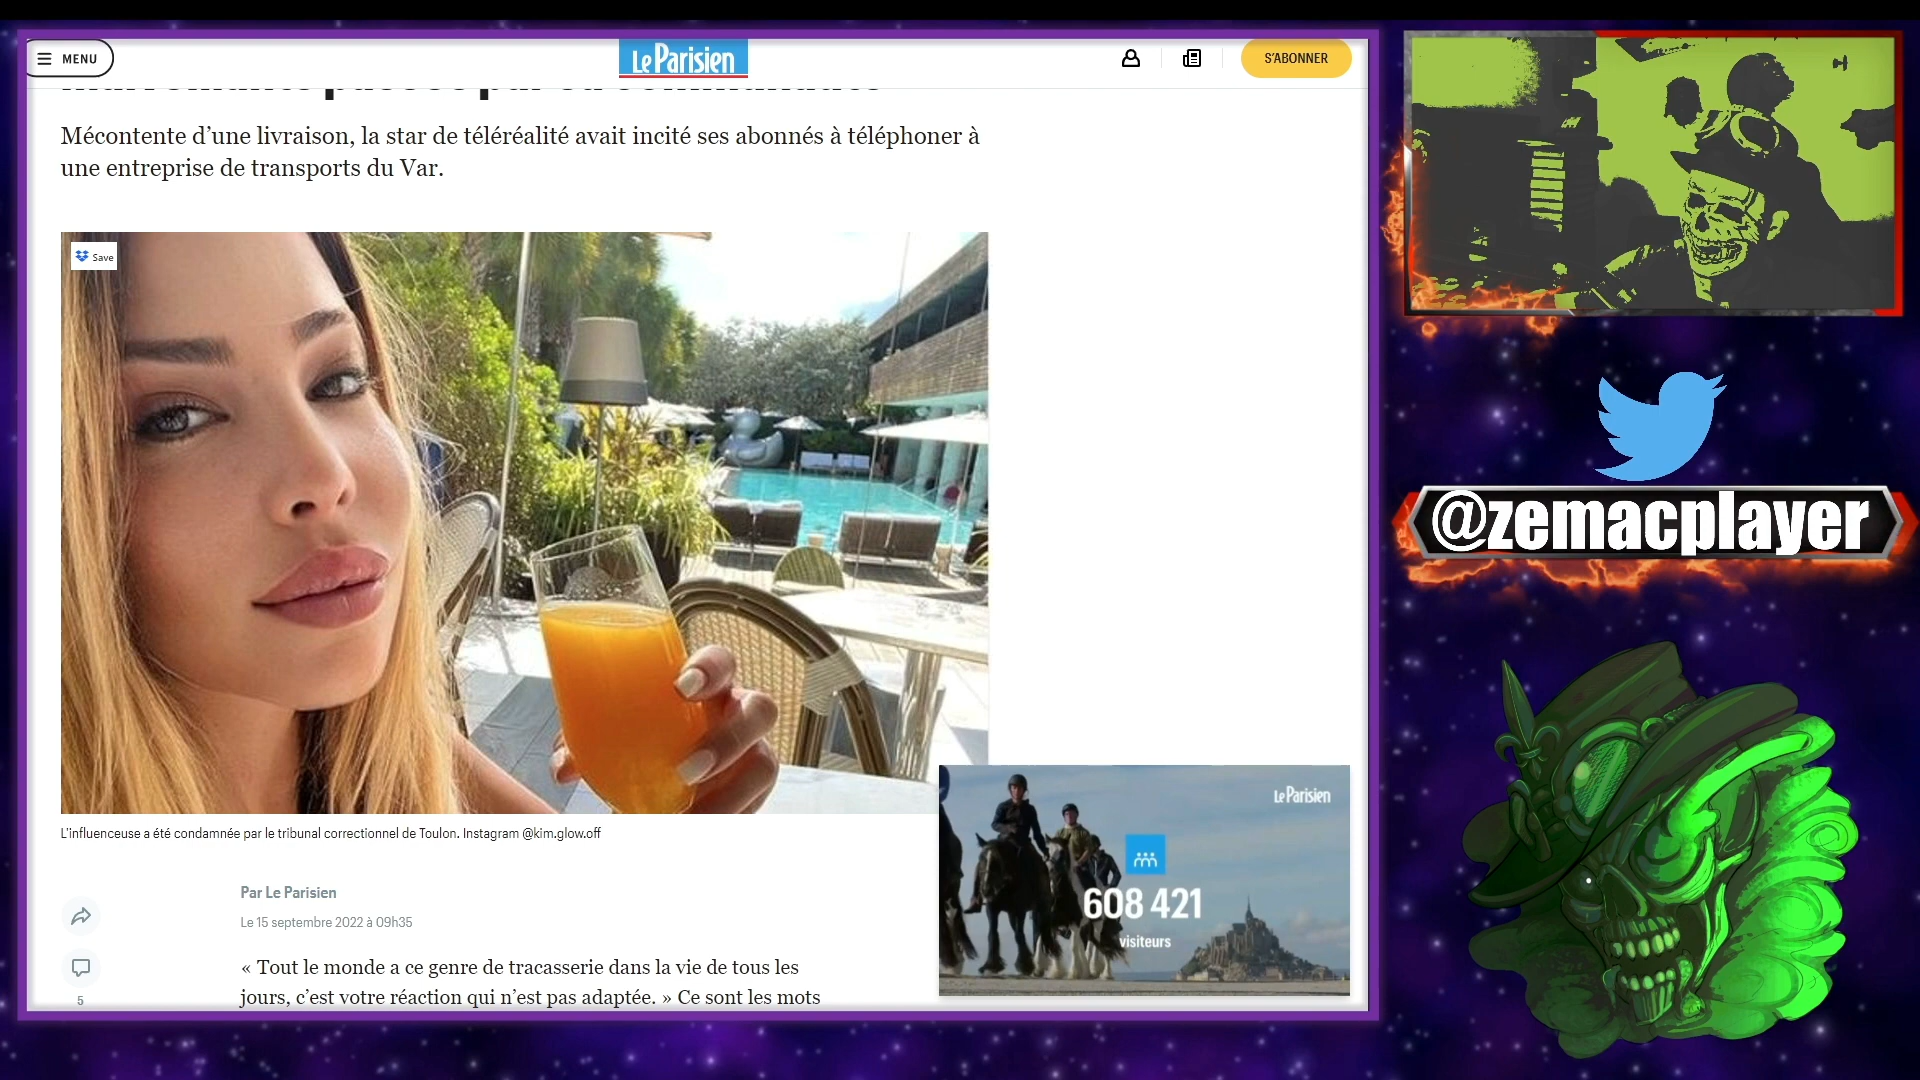 MENU
Le Parisien
S'ABONNER
Mécontente d’une livraison, la star de téléréalité avait incité ses abonnés à téléphoner à
une entreprise de transports du Var.
Save
L'influenceuse a été condamnée par le tribunal correctionnel de Toulon. Instagram @kim.glow.off
Par Le Parisien
Le 15 septembre 2022 à 09h35
« Tout le monde a ce genre de tracasserie dans la vie de tous les
jours, c’est votre réaction qui n’est pas adaptée. » Ce sont les mots
5
Le Parisien
608 421
visiteurs
@zemacplayer